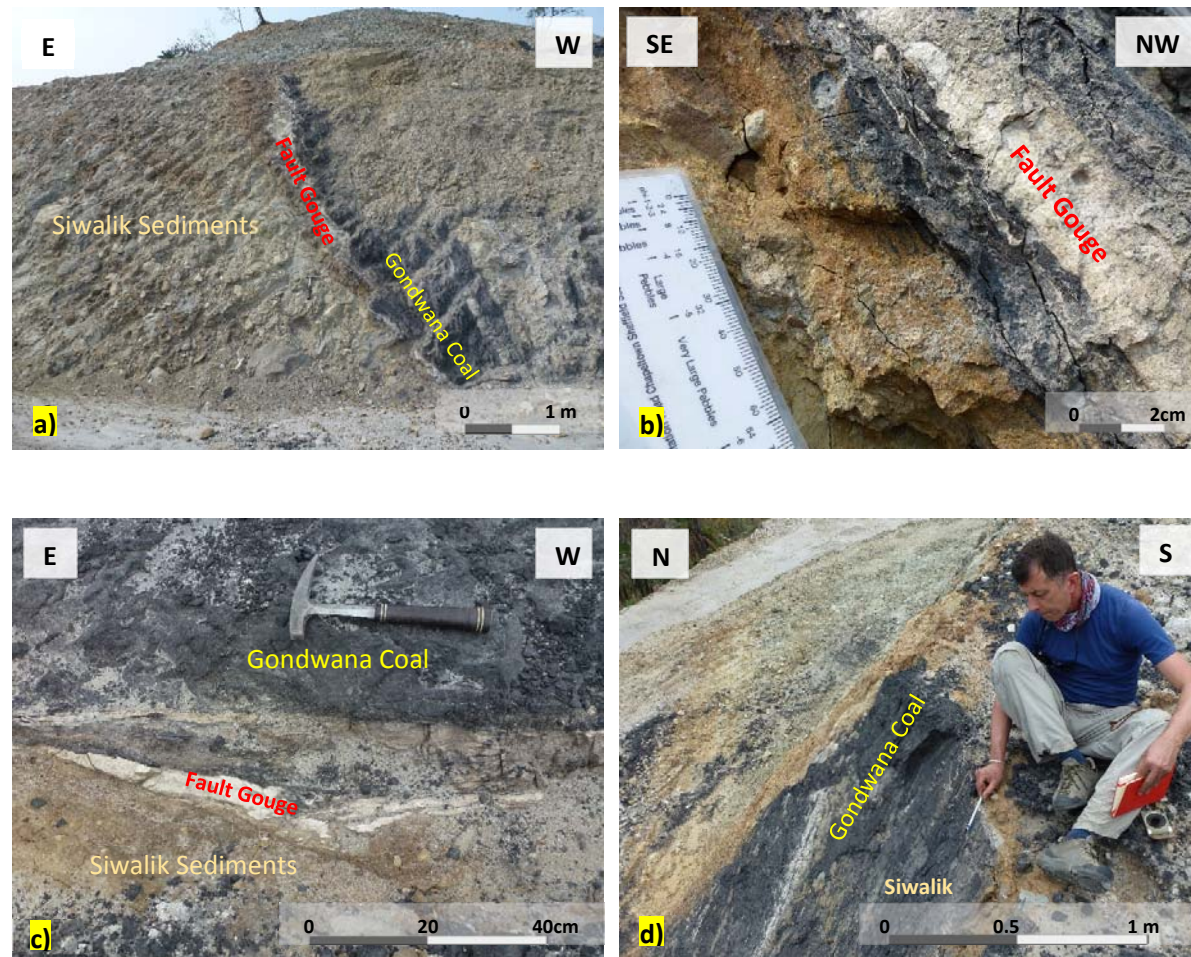 E
W
Fault Gouge
Siwalik Sediments
Gondwana Coal
0 1 m
a)
SE
NW
Fault Gouge
Large
Pebbles
Very Large Pebbles
0 2cm
b)
E
W
Gondwana Coal
Fault Gouge
Siwalik Sediments
0 20 40cm
c)
N
S
Gondwana Coal
Siwalik
0 0.5 1 m
d)